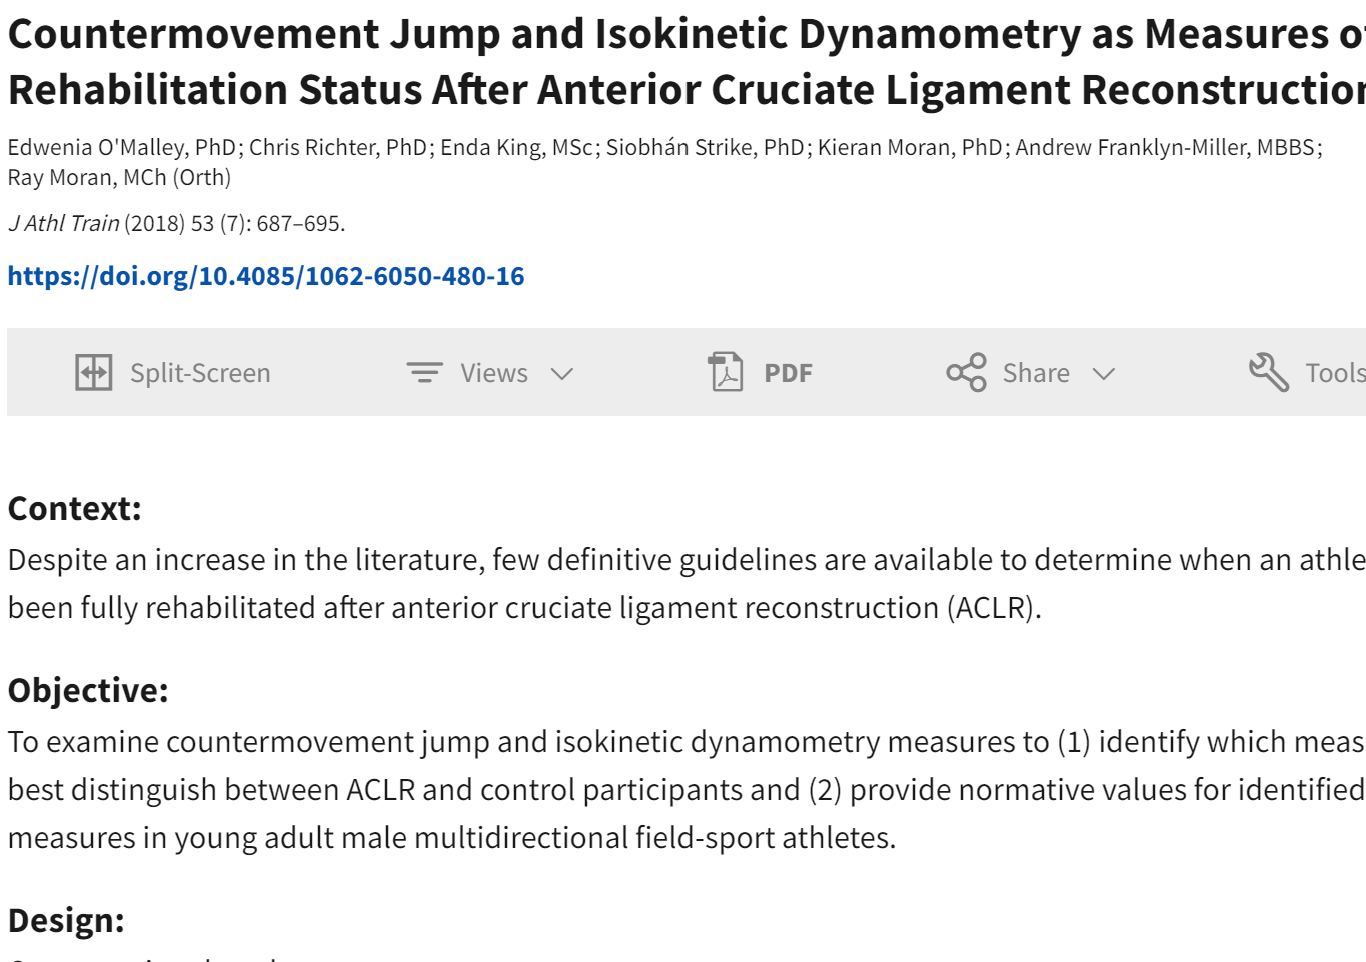 Countermovement Jump and Isokinetic Dynamometry as Measures of
Rehabilitation Status After Anterior Cruciate Ligament Reconstruction
Edwenia O'Malley, PhD; Chris Richter, PhD; Enda King, MSc; Siobhán Strike, PhD; Kieran Moran, PhD; Andrew Franklyn-Miller, MBBS;
Ray Moran, MCh (Orth)
J Athl Train (2018) 53 (7): 687–695.
https://doi.org/10.4085/1062-6050-480-16
Split-Screen Views PDF Share Tools
Context:
Despite an increase in the literature, few definitive guidelines are available to determine when an athle
been fully rehabilitated after anterior cruciate ligament reconstruction (ACLR).
Objective:
To examine countermovement jump and isokinetic dynamometry measures to (1) identify which meas
best distinguish between ACLR and control participants and (2) provide normative values for identified
measures in young adult male multidirectional field-sport athletes.
Design: